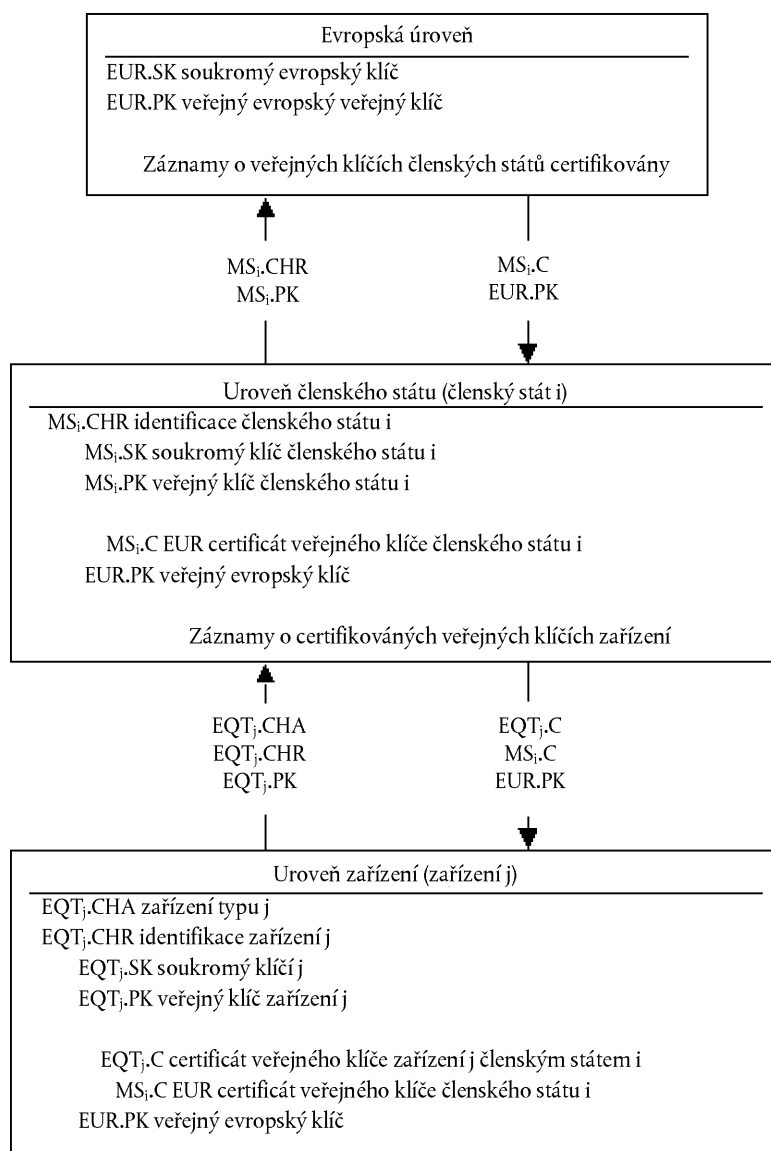 Evropská úroveň
EUR.SK soukromý evropský klíč
EUR.PK veřejný evropský veřejný klíč
Záznamy o veřejných klíčích členských států certifikovány
MSi.CHR
MSi.PK
MSi.C
EUR.PK
Uroveň členského státu (členský stát i)
MSi.CHR identificace členského státu i
MSi.SK soukromý klíč členského státu i
MSi.PK veřejný klíč členského státu i
MSi.C EUR certificát veřejného klíče členského státu i
EUR.PK veřejný evropský klíč
Záznamy o certifikováných veřejných klíčích zařízení
EQTj.CHA
EQTj.CHR
EQTj.PK
EQTj.C
MSi.C
EUR.PK
Uroveň zařízení (zařízení j)
EQTj.CHA zařízení typu j
EQTj.CHR identifikace zařízení j
EQTj.SK soukromý klíčí j
EQTj.PK veřejný klíč zařízení j
EQTj.C certificát veřejného klíče zařízení j členským státem i
MSi.C EUR certificát veřejného klíče členského státu i
EUR.PK veřejný evropský klíč